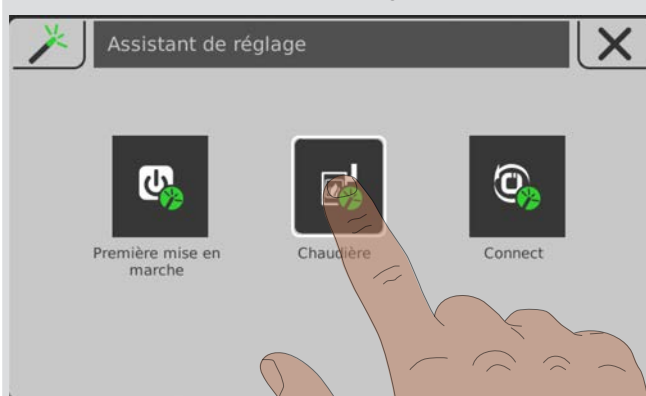 Assistant de réglage
Première mise en
marche
Chaudière
Connect